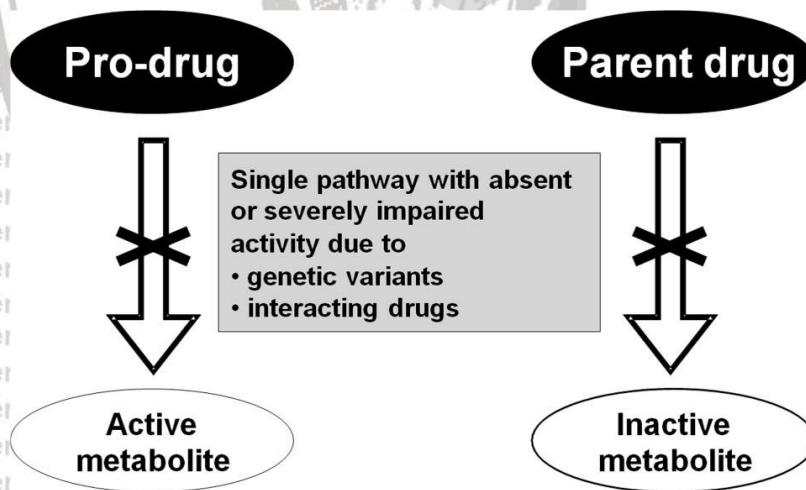 Pro-drug
Parent drug
Single pathway with absent
or severely impaired
activity due to
• genetic variants
• interacting drugs
Active
metabolite
Inactive
metabolite